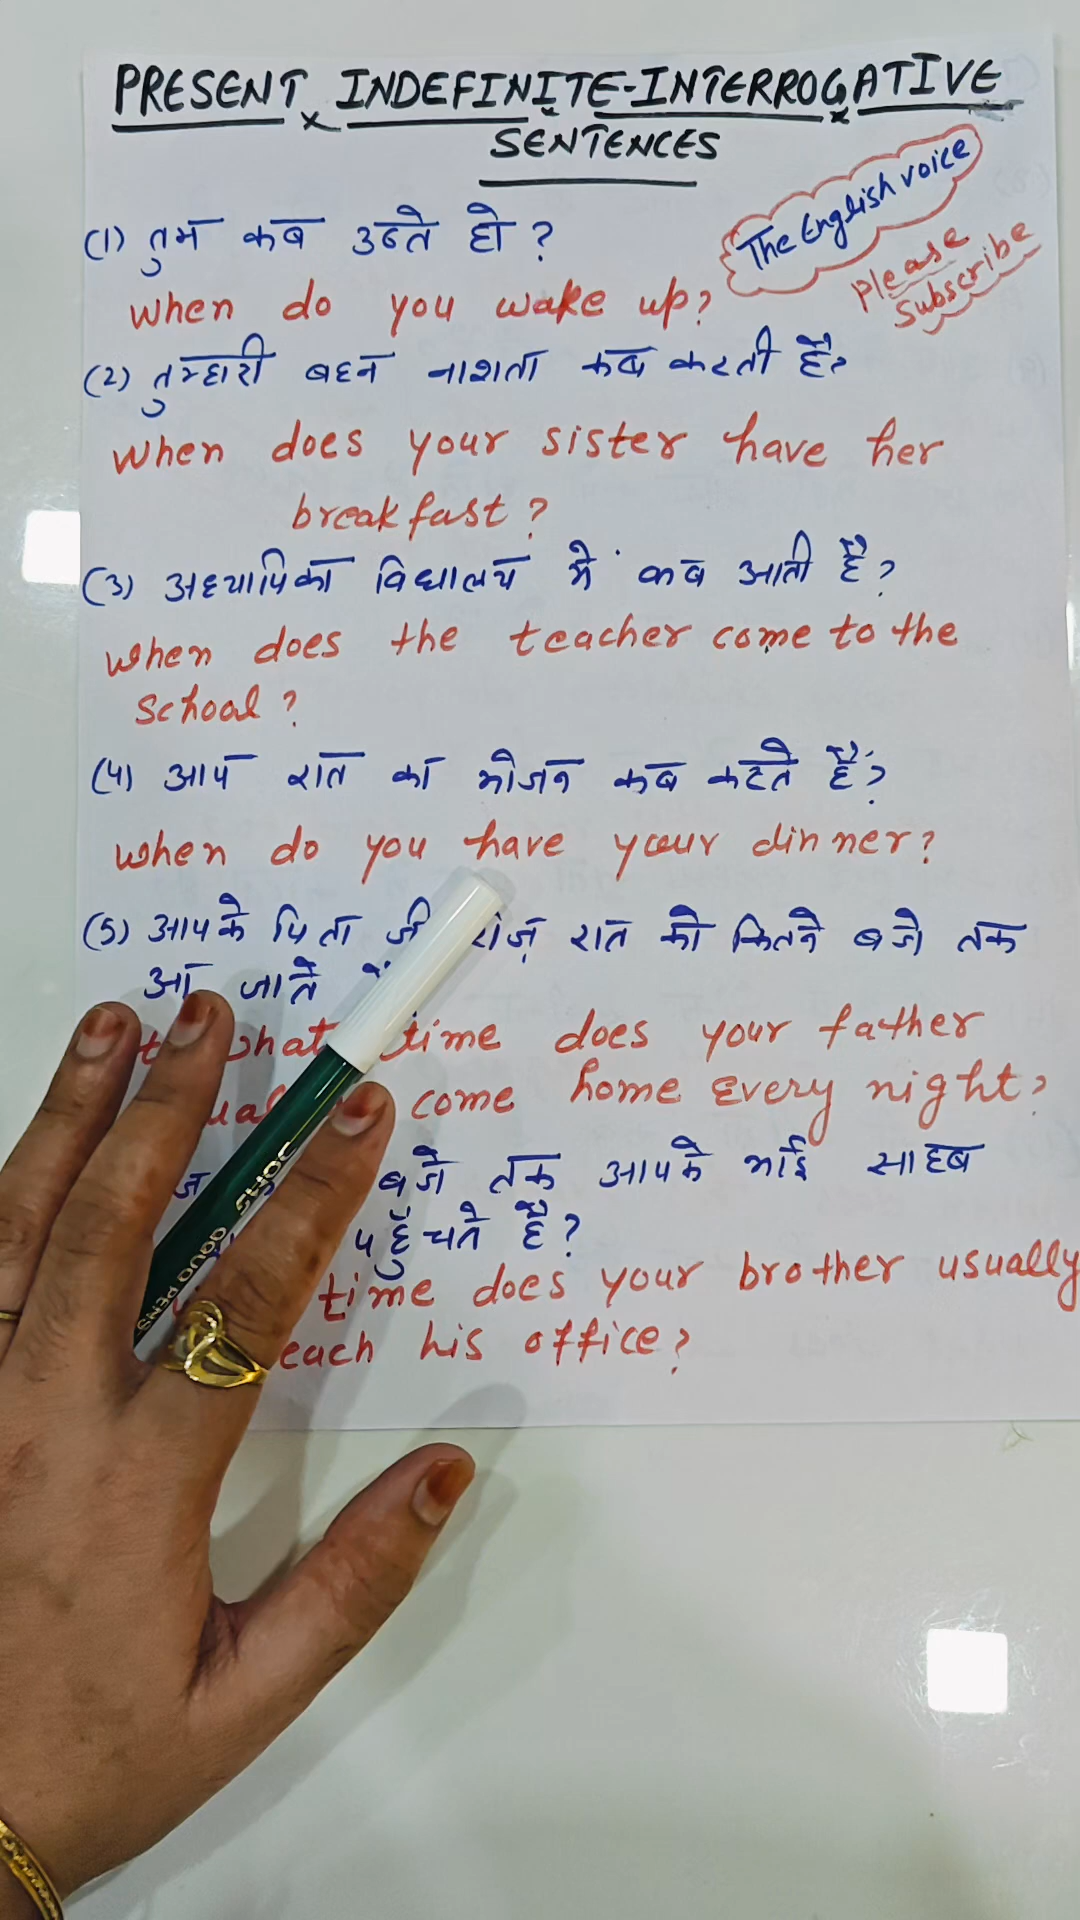 PRESENT INDEFINITE-INTERROGATIVE
SENTENCES
The English voice
Please
Subscribe
(1) तुम कब उठते हो ?
When do you wake up?
(2) तुम्हारी बहन नाशता कब करती है?
When does your sister have her
breakfast ?
(3) अध्यापिका विद्यालय में कब आती है ?
When does the teacher come to the
school ?
(4) आप रात का भोजन कब करते हैं?
When do you have your dinner?
(5) आपके पिता जी रात को कितने बजे तक
आ जाते
what time does your father
come home every night?
बजे तक आपके भाई साहब
पहुँचते हैं ?
time does your brother usually
his office?
DOMS